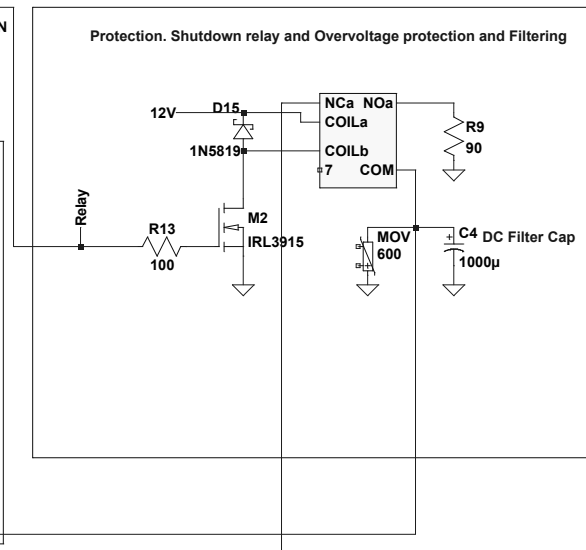 N
Protection. Shutdown relay and Overvoltage protection and Filtering
12V
D15
1N5819
NCa NOa
COILa
COILb
7 COM
R9
90
Relay
R13
100
M2
IRL3915
MOV
600
+
C4 DC Filter Cap
1000µ